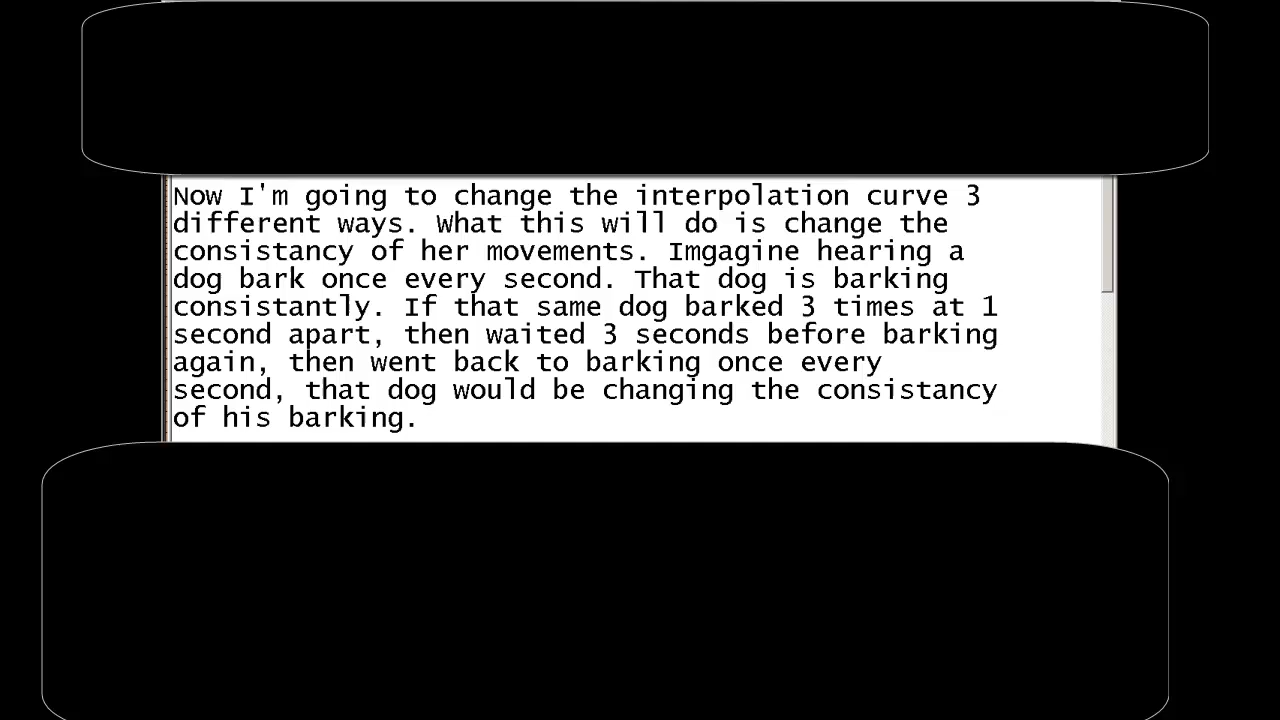 Now I'm going to change the interpolation curve 3
different ways. What this will do is change the
consistancy of her movements. Imgagine hearing a
dog bark once every second. That dog is barking
consistantly. If that same dog barked 3 times at 1
second apart, then waited 3 seconds before barking
again, then went back to barking once every
second, that dog would be changing the consistancy
of his barking.